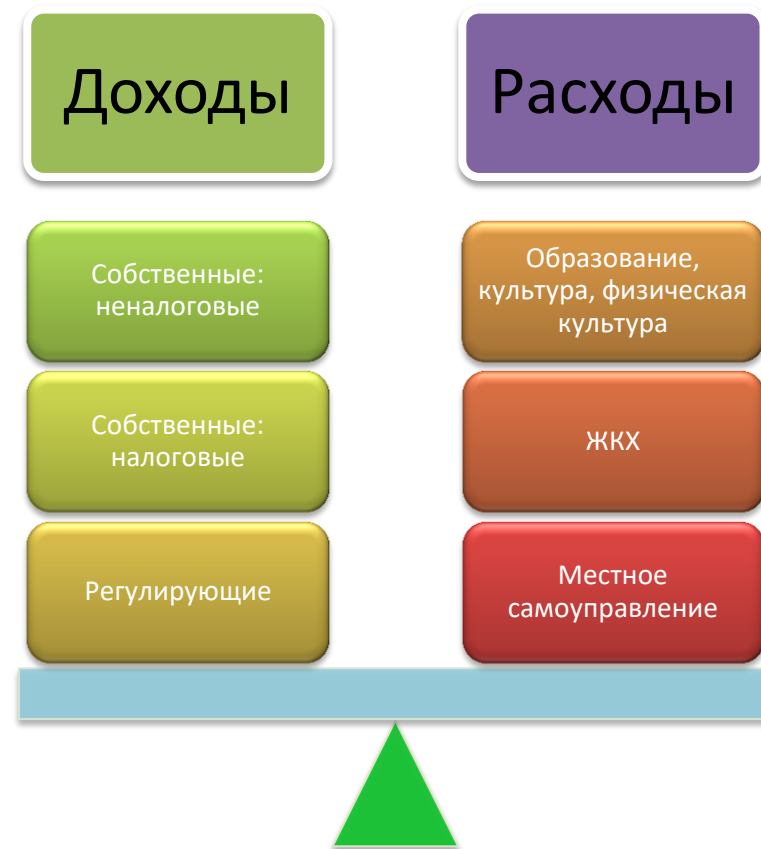 Доходы
Собственные:
неналоговые
Собственные:
налоговые
Регулирующие
Расходы
Образование,
культура, физическая
культура
ЖКХ
Местное
самоуправление